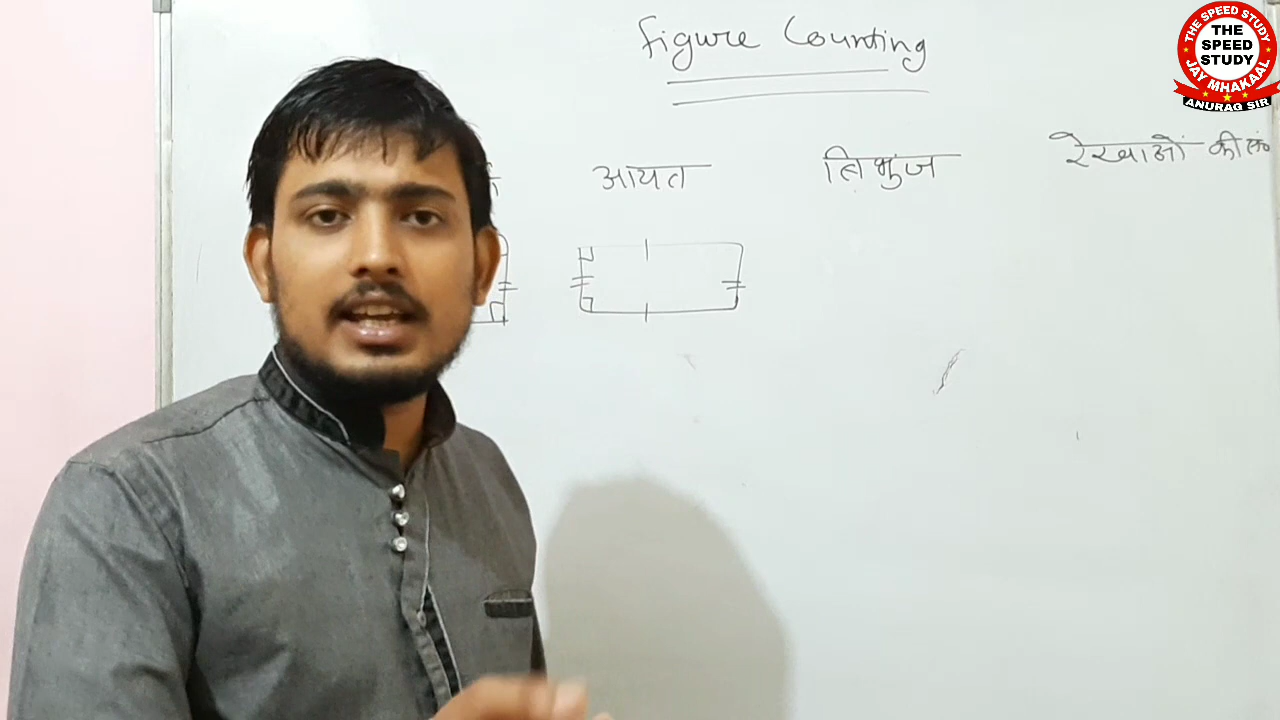 Figure Counting
आयत
त्रिभुज
रेखाओं की
THE SPEED STUDY
THE
SPEED
STUDY
JAY MHAKAAL
ANURAG SIR